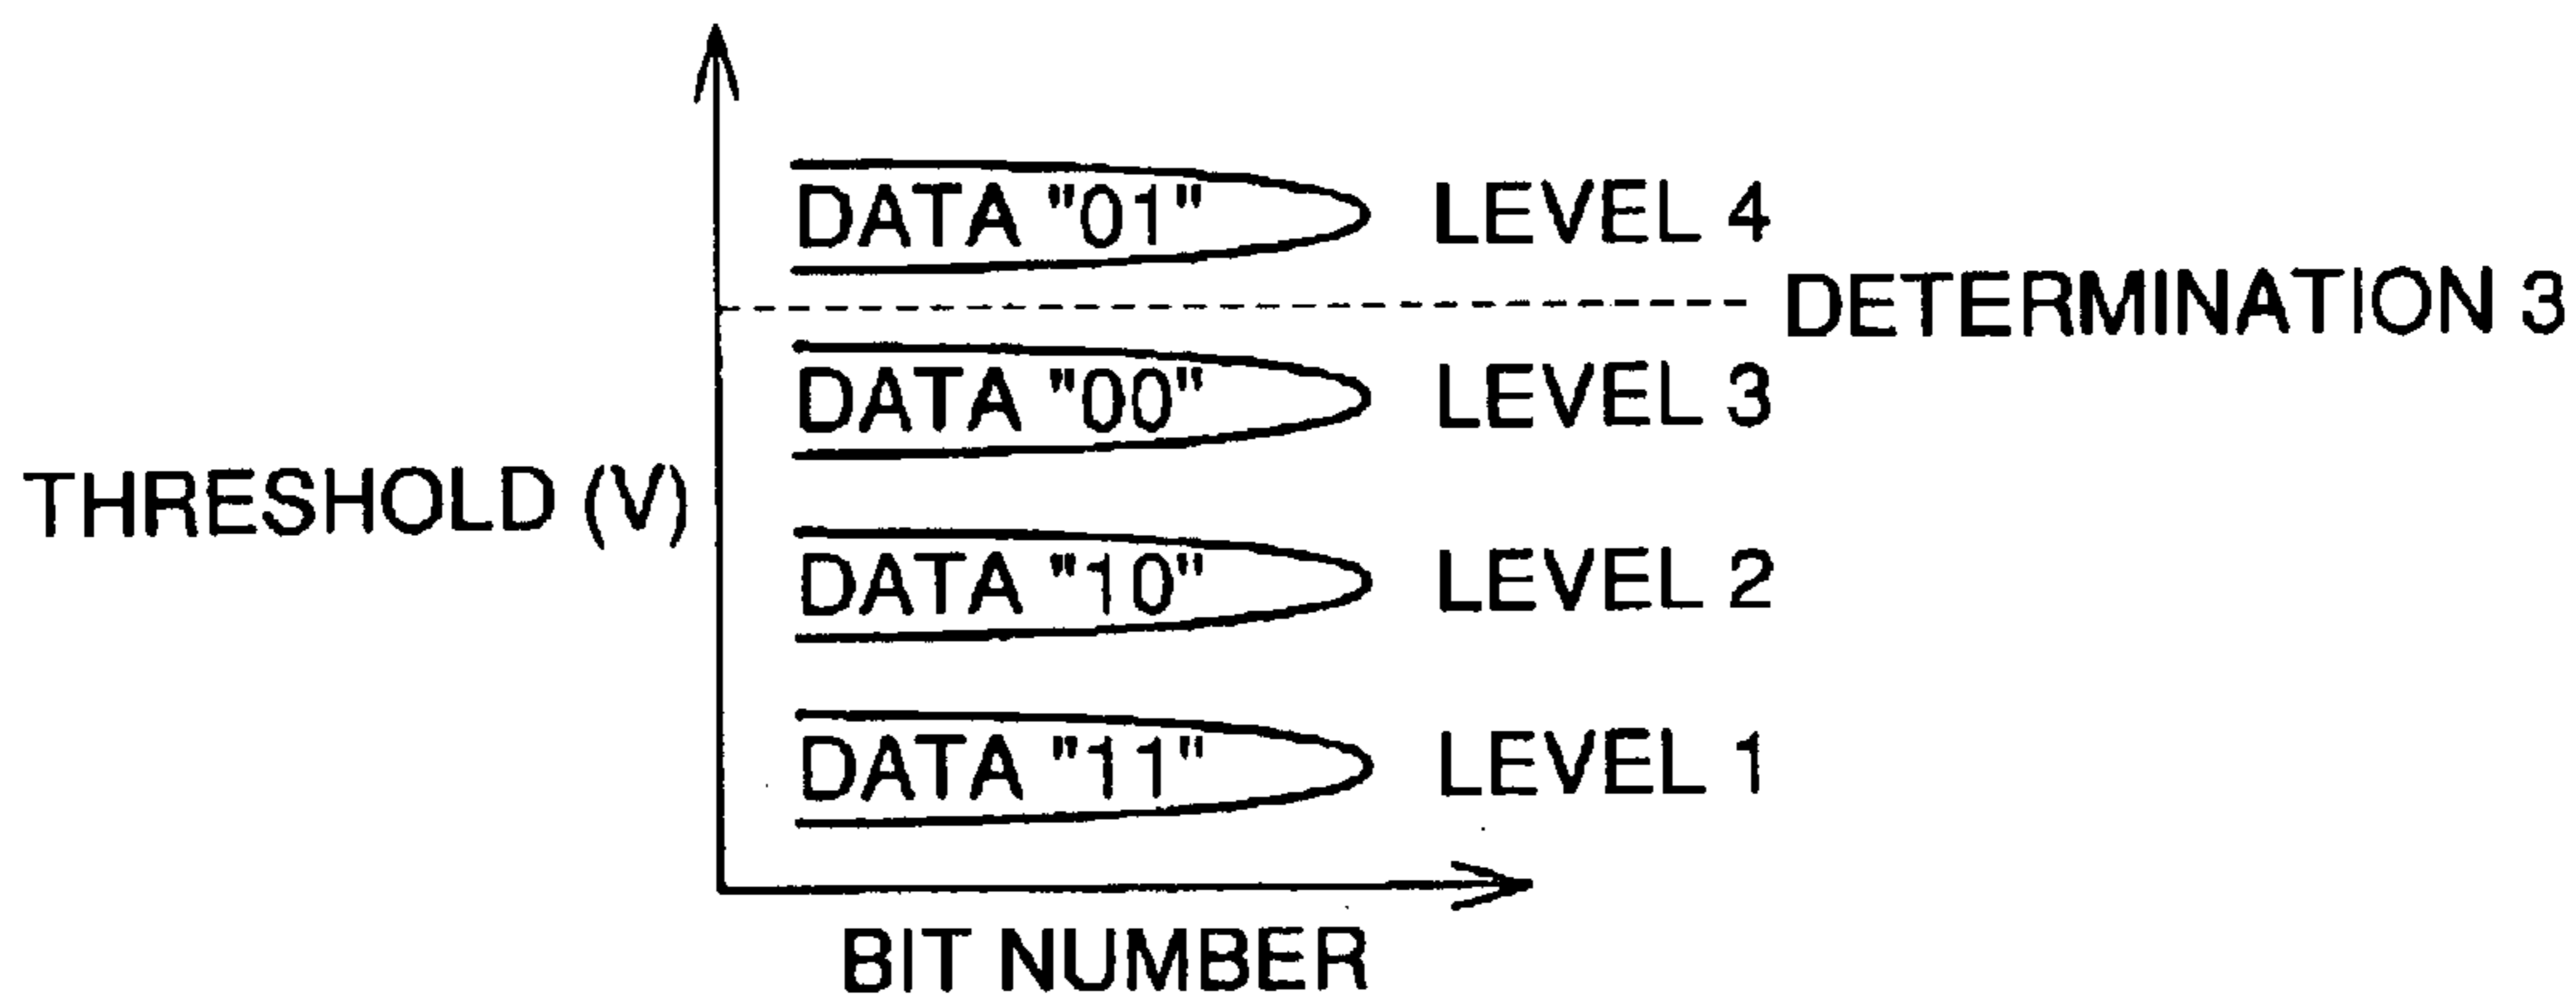 DATA "01" LEVEL 4
DETERMINATION 3
DATA "00" LEVEL 3
THRESHOLD (V)
DATA "10" LEVEL 2
DATA "11" LEVEL 1
BIT NUMBER